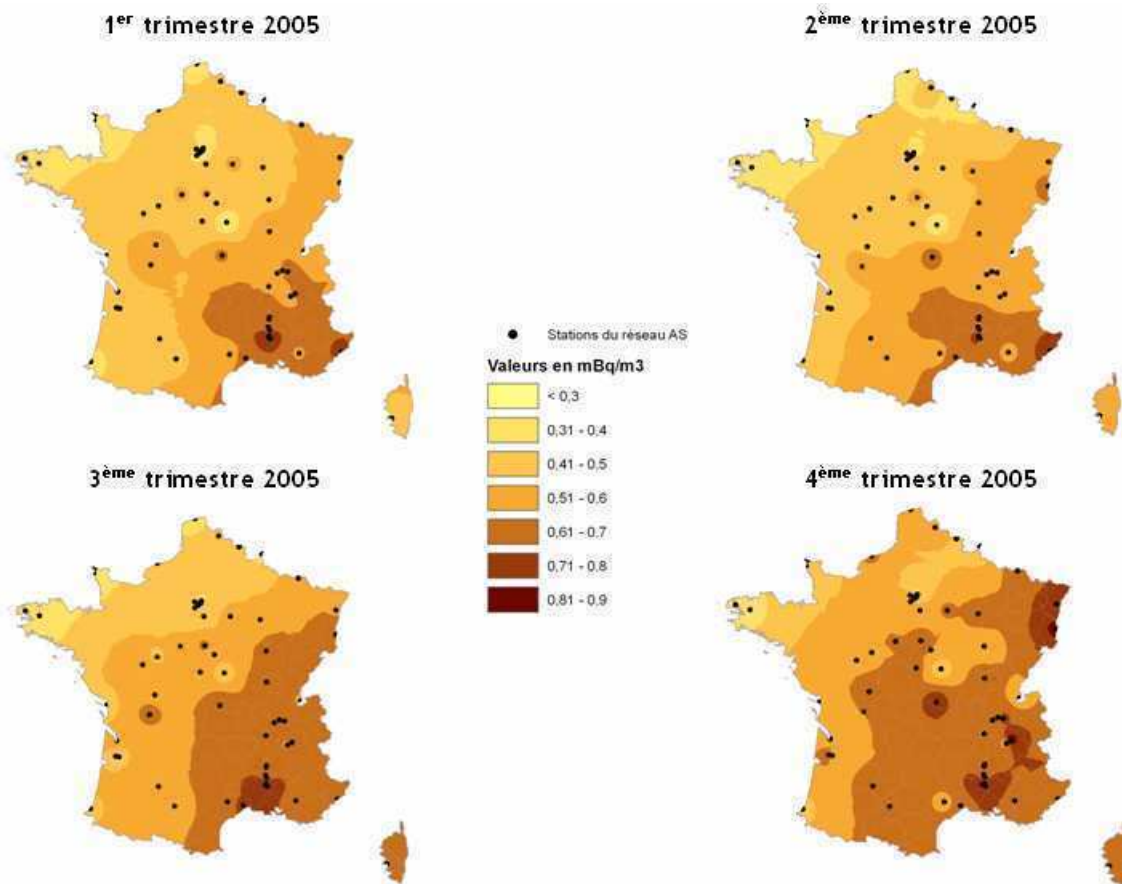 1er trimestre 2005
2ème trimestre 2005
Stations du réseau AS
Valeurs en mBq/m3
< 0,3
0,31 - 0,4
0,41 - 0,5
0,51 - 0,6
0,61 - 0,7
0,71 - 0,8
0,81 - 0,9
3ème trimestre 2005
4ème trimestre 2005